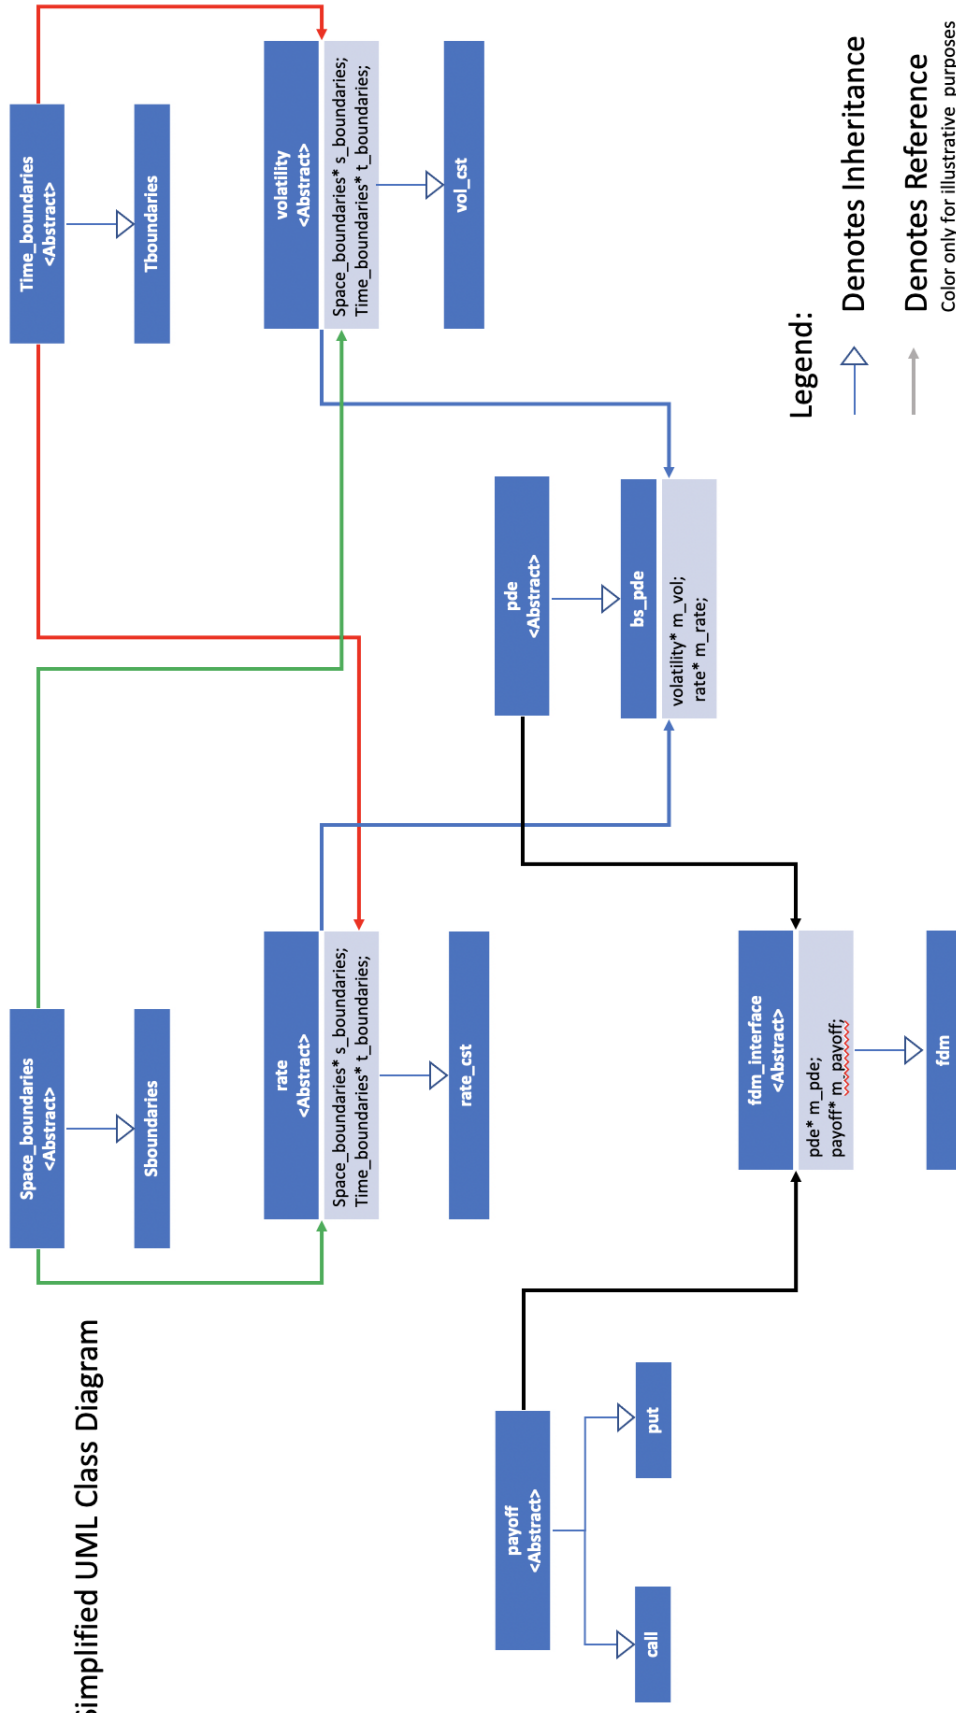 Simplified UML Class Diagram
Space_boundaries
<Abstract>
Sboundaries
Time_boundaries
<Abstract>
Tboundaries
rate
<Abstract>
Space_boundaries* s_boundaries;
Time_boundaries* t_boundaries;
rate_cst
volatility
<Abstract>
Space_boundaries* s_boundaries;
Time_boundaries* t_boundaries;
vol_cst
payoff
<Abstract>
call
put
pde
<Abstract>
bs_pde
volatility* m_vol;
rate* m_rate;
fdm_interface
<Abstract>
pde* m_pde;
payoff* m_payoff;
fdm
Legend:
Denotes Inheritance
Denotes Reference
Color only for illustrative purposes